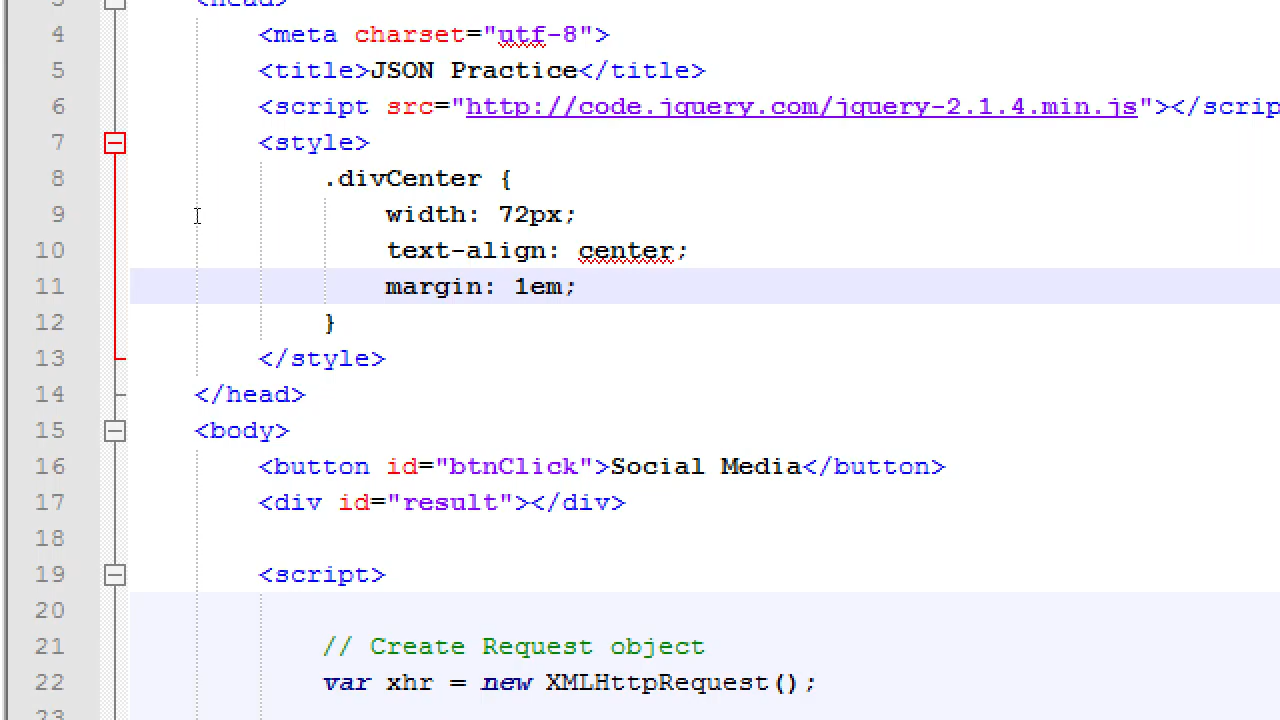 3 <head>
4 <meta charset="utf-8">
5 <title>JSON Practice</title>
6 <script src="http://code.jquery.com/jquery-2.1.4.min.js"></scrip
7 <style>
8 .divCenter {
9 width: 72px;
10 text-align: center;
11 margin: 1em;
12 }
13 </style>
14 </head>
15 <body>
16 <button id="btnClick">Social Media</button>
17 <div id="result"></div>
18
19 <script>
20
21 // Create Request object
22 var xhr = new XMLHttpRequest();
23